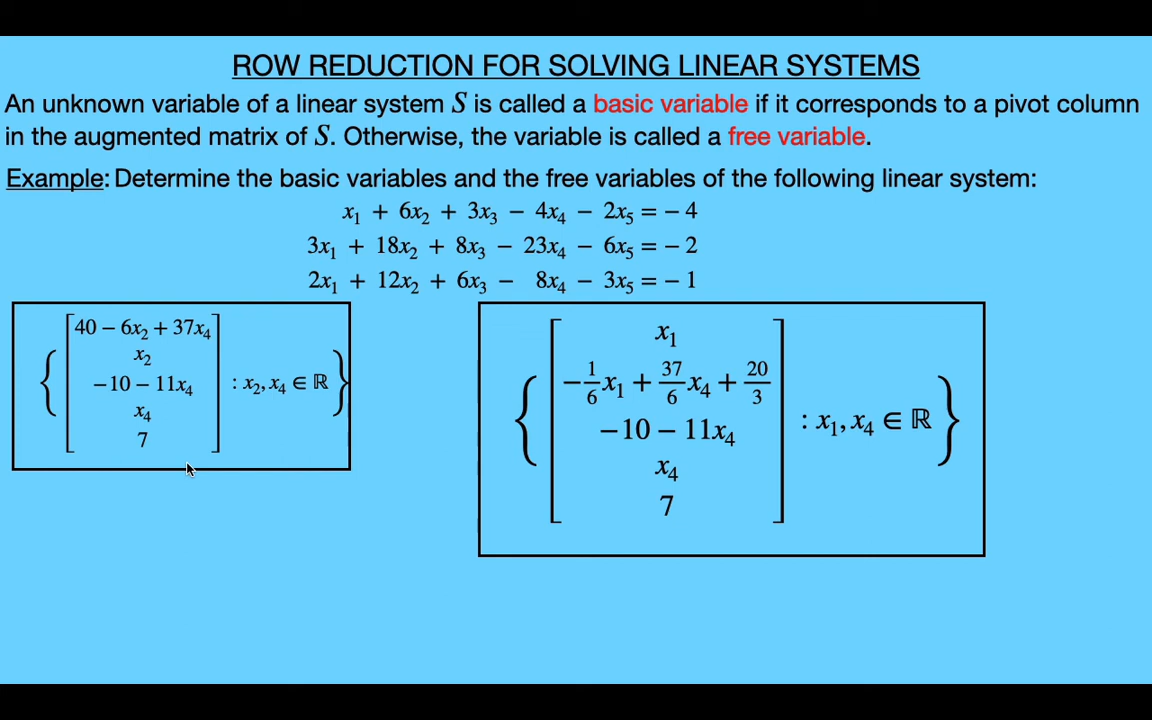 ROW REDUCTION FOR SOLVING LINEAR SYSTEMS
An unknown variable of a linear system S is called a basic variable if it corresponds to a pivot column
in the augmented matrix of S. Otherwise, the variable is called a free variable.
Example: Determine the basic variables and the free variables of the following linear system:
x₁ + 6x₂ + 3x₃ − 4x₄ − 2x₅ = − 4
3x₁ + 18x₂ + 8x₃ − 23x₄ − 6x₅ = − 2
2x₁ + 12x₂ + 6x₃ − 8x₄ − 3x₅ = − 1
40 − 6x₂ + 37x₄
x₂
{ −10 − 11x₄ : x₂, x₄ ∈ ℝ }
x₄
7
x₁
−1/6x₁ + 37/6x₄ + 20/3
{ −10 − 11x₄ : x₁, x₄ ∈ ℝ }
x₄
7